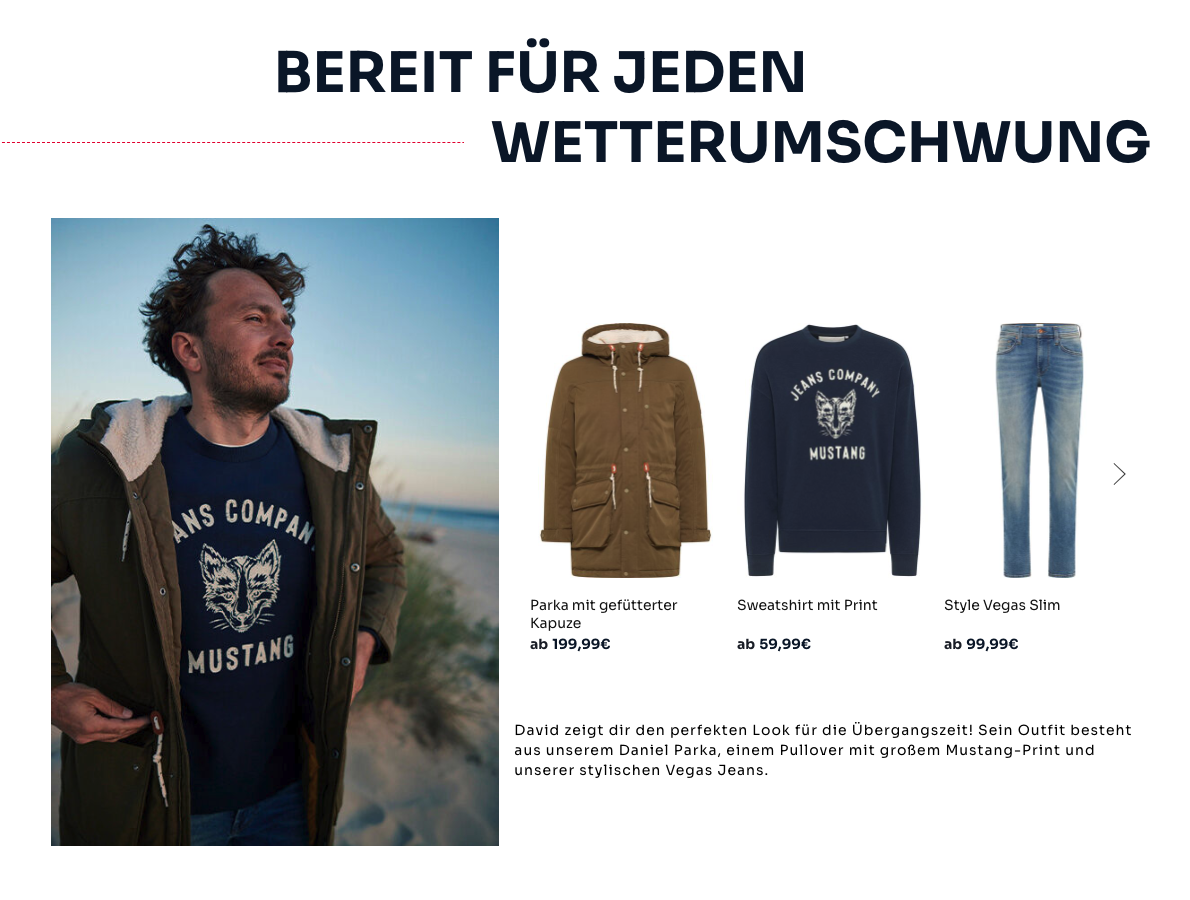 BEREIT FÜR JEDEN
WETTERUMSCHWUNG
ANS COMPAN
MUSTANG
JEANS COMPANY
MUSTANG
Parka mit gefütterter
Kapuze
ab 199,99€
Sweatshirt mit Print
ab 59,99€
Style Vegas Slim
ab 99,99€
David zeigt dir den perfekten Look für die Übergangszeit! Sein Outfit besteht
aus unserem Daniel Parka, einem Pullover mit großem Mustang-Print und
unserer stylischen Vegas Jeans.